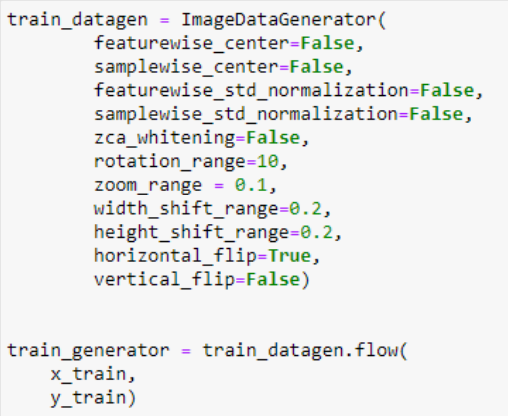 train_datagen = ImageDataGenerator(
        featurewise_center=False,
        samplewise_center=False,
        featurewise_std_normalization=False,
        samplewise_std_normalization=False,
        zca_whitening=False,
        rotation_range=10,
        zoom_range = 0.1,
        width_shift_range=0.2,
        height_shift_range=0.2,
        horizontal_flip=True,
        vertical_flip=False)
train_generator = train_datagen.flow(
    x_train,
    y_train)